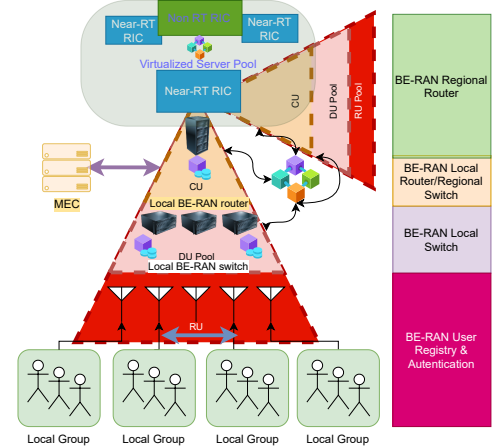 Non RT RIC
Near-RT
RIC
Near-RT
RIC
Virtualized Server Pool
Near-RT RIC
CU
DU Pool
RU Pool
MEC
CU
Local BE-RAN router
DU Pool
Local BE-RAN switch
RU
Local Group
Local Group
Local Group
Local Group
BE-RAN Regional
Router
BE-RAN Local
Router/Regional
Switch
BE-RAN Local
Switch
BE-RAN User
Registry &
Autentication